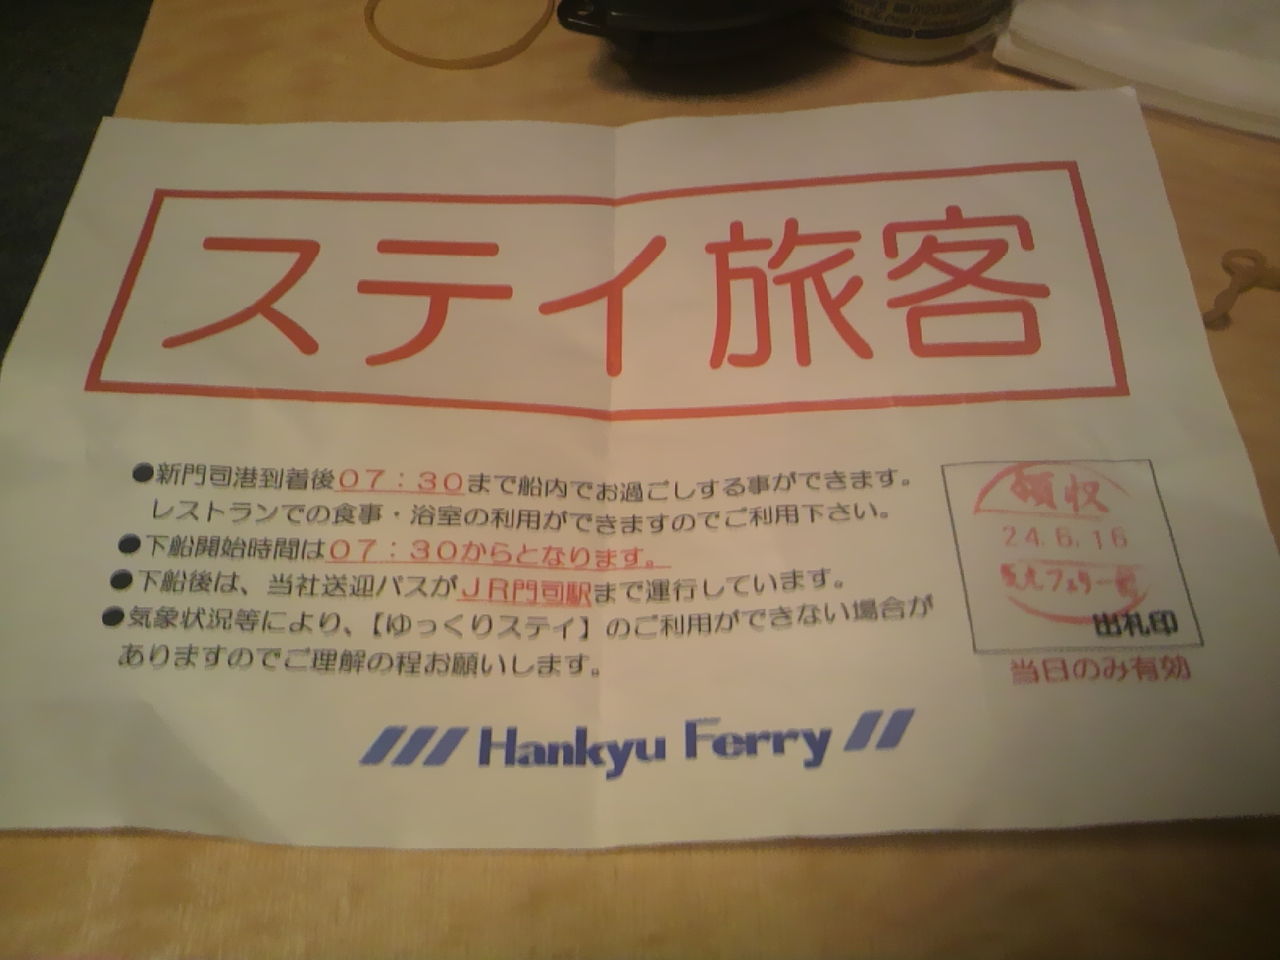 ステイ旅客
●新門司港到着後07:30まで船内でお過ごしする事ができます。
レストランでの食事・浴室の利用ができますのでご利用下さい。
●下船開始時間は07:30からとなります。
●下船後は、当社送迎バスがJR門司駅まで運行しています。
●気象状況等により、【ゆっくりステイ】のご利用ができない場合が
ありますのでご理解の程お願いします。
領収
24.6.16
出札印
当日のみ有効
Hankyu Ferry